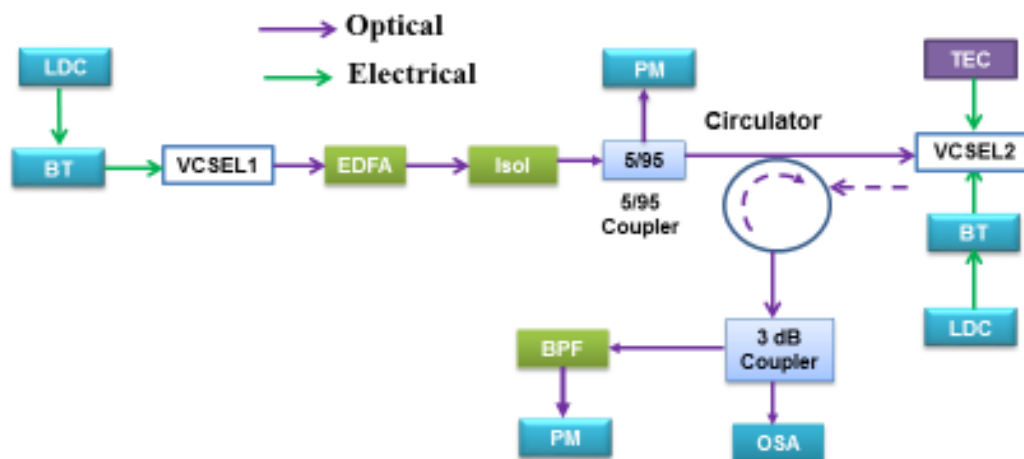 Optical
Electrical
LDC
BT
VCSEL1
EDFA
Isol
PM
5/95
5/95
Coupler
Circulator
TEC
VCSEL2
BT
LDC
3 dB
Coupler
BPF
PM
OSA